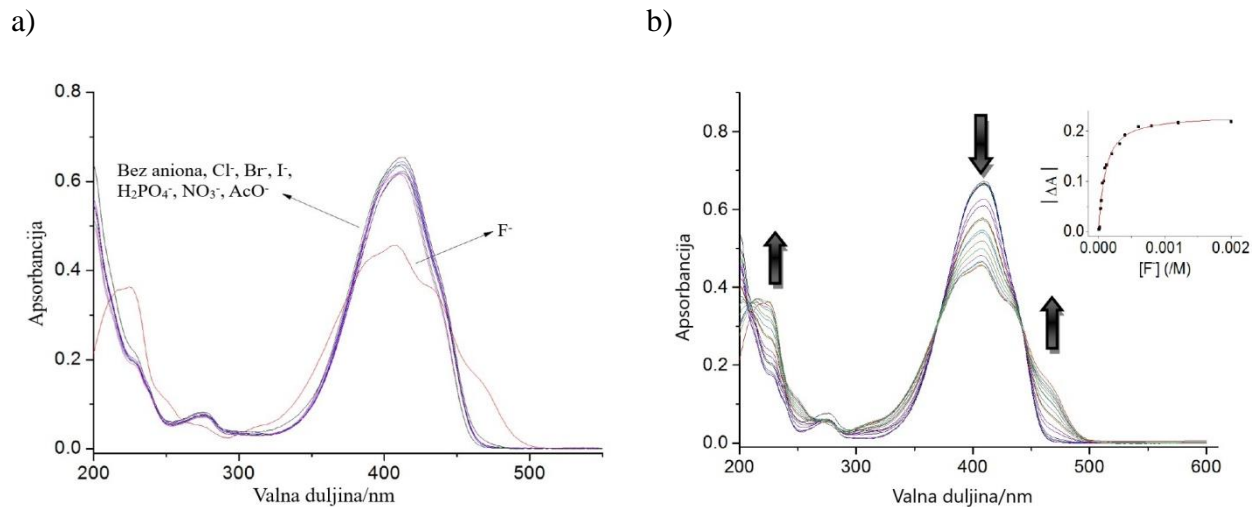 a)
0.8
0.6
0.4
0.2
0.0
Apsorbancija
Bez aniona, Cl⁻, Br⁻, I⁻,
H₂PO₄⁻, NO₃⁻, AcO⁻
F⁻
200
300
400
500
Valna duljina/nm
b)
0.8
0.6
0.4
0.2
0.0
Apsorbancija
200
300
400
500
600
Valna duljina/nm
0.2
0.1
0.0
|ΔA|
0.000
0.001
0.002
[F⁻] (/M)